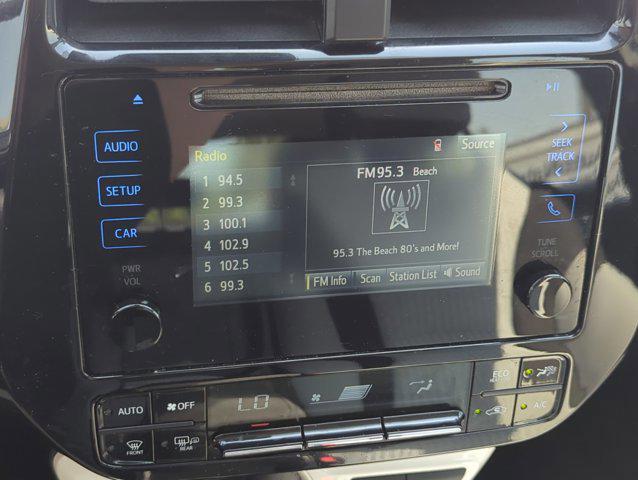 AUDIO
SETUP
CAR
PWR
VOL
Radio
Source
1 94.5
2 99.3
3 100.1
4 102.9
5 102.5
6 99.3
FM95.3 Beach
95.3 The Beach 80's and More!
FM Info Scan Station List Sound
SEEK
TRACK
TUNE
SCROLL
AUTO OFF
FRONT REAR
LO
ECO
A/C